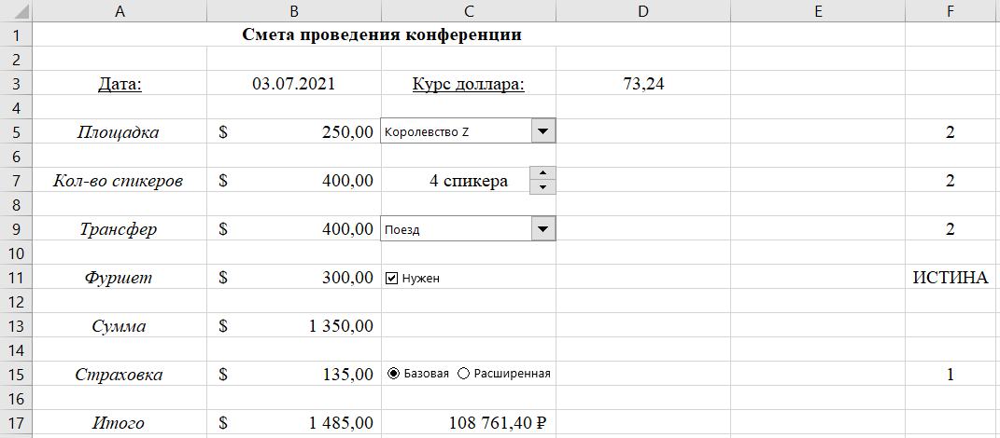 A B C D E F
1 Смета проведения конференции
2
3 Дата: 03.07.2021 Курс доллара: 73,24
4
5 Площадка $ 250,00 Королевство Z 2
6
7 Кол-во спикеров $ 400,00 4 спикера 2
8
9 Трансфер $ 400,00 Поезд 2
10
11 Фуршет $ 300,00 Нужен ИСТИНА
12
13 Сумма $ 1 350,00
14
15 Страховка $ 135,00 Базовая Расширенная 1
16
17 Итого $ 1 485,00 108 761,40 ₽